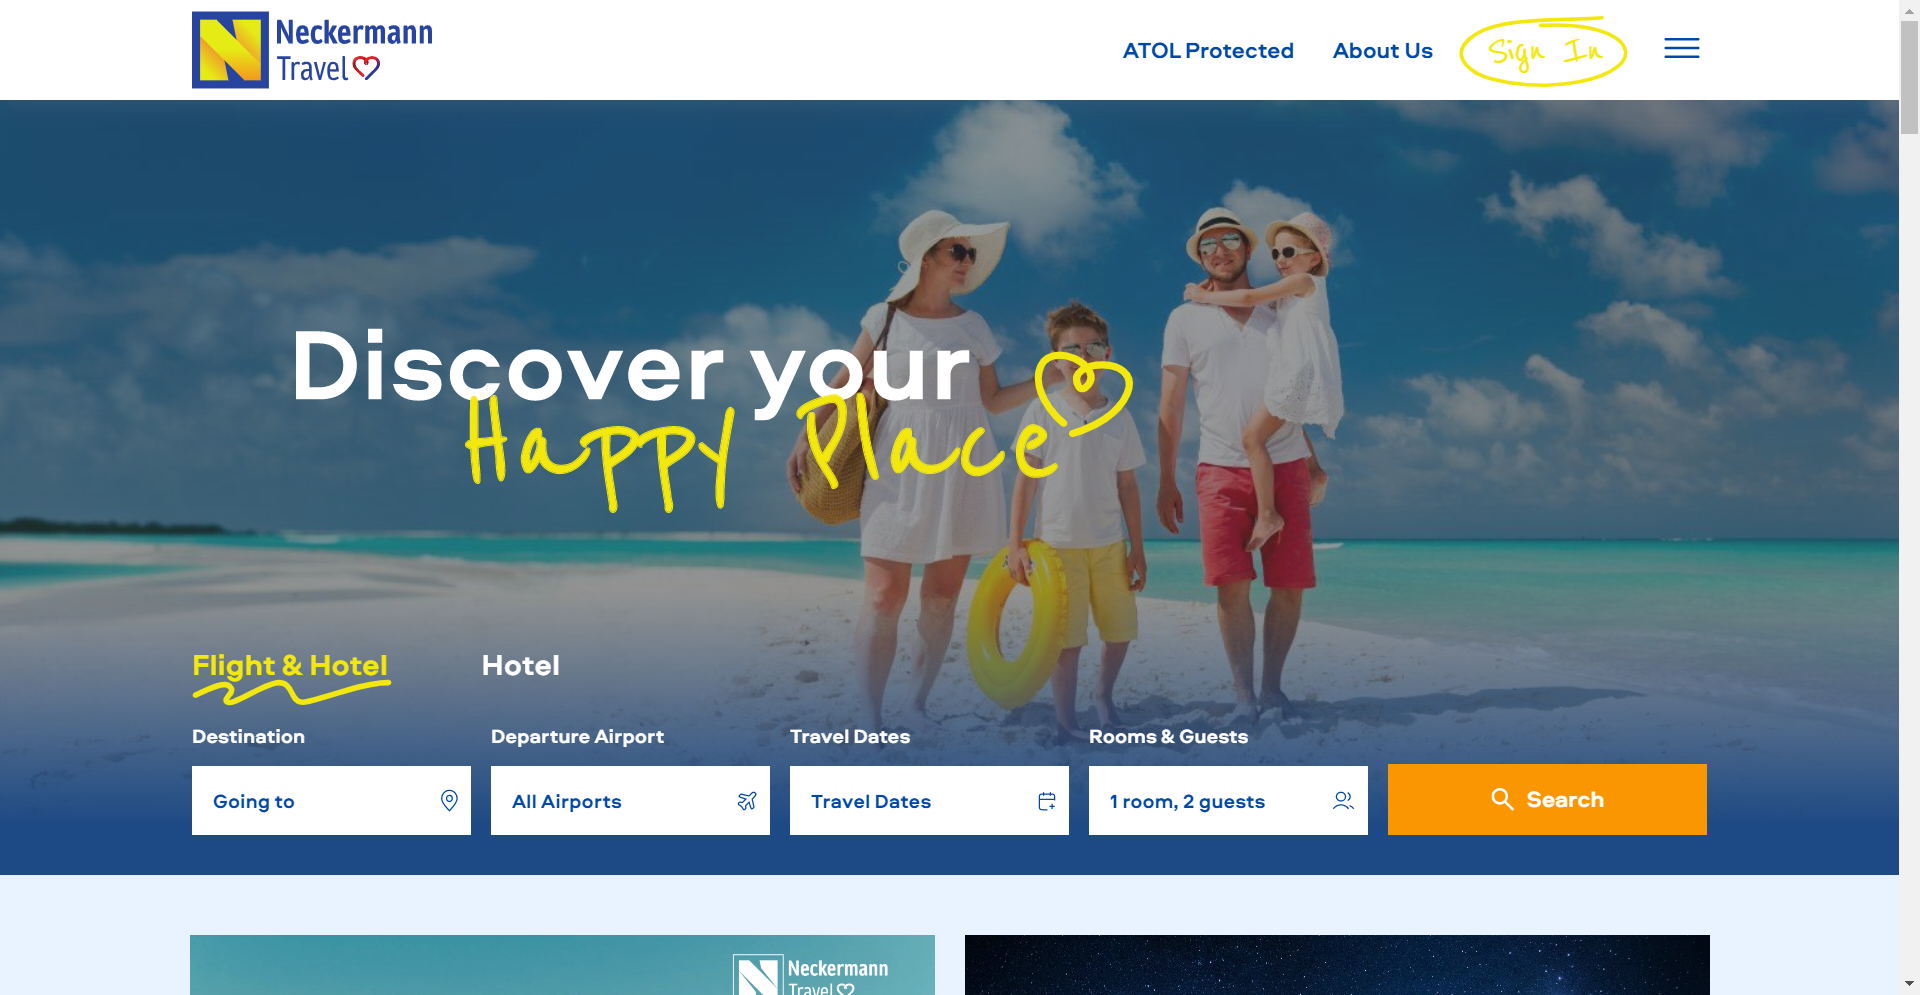 Neckermann
Travel
ATOL Protected
About Us
Sign In
Discover your
Happy Place
Flight & Hotel
Hotel
Destination
Departure Airport
Travel Dates
Rooms & Guests
Going to
All Airports
Travel Dates
1 room, 2 guests
Search
Neckermann
Travel